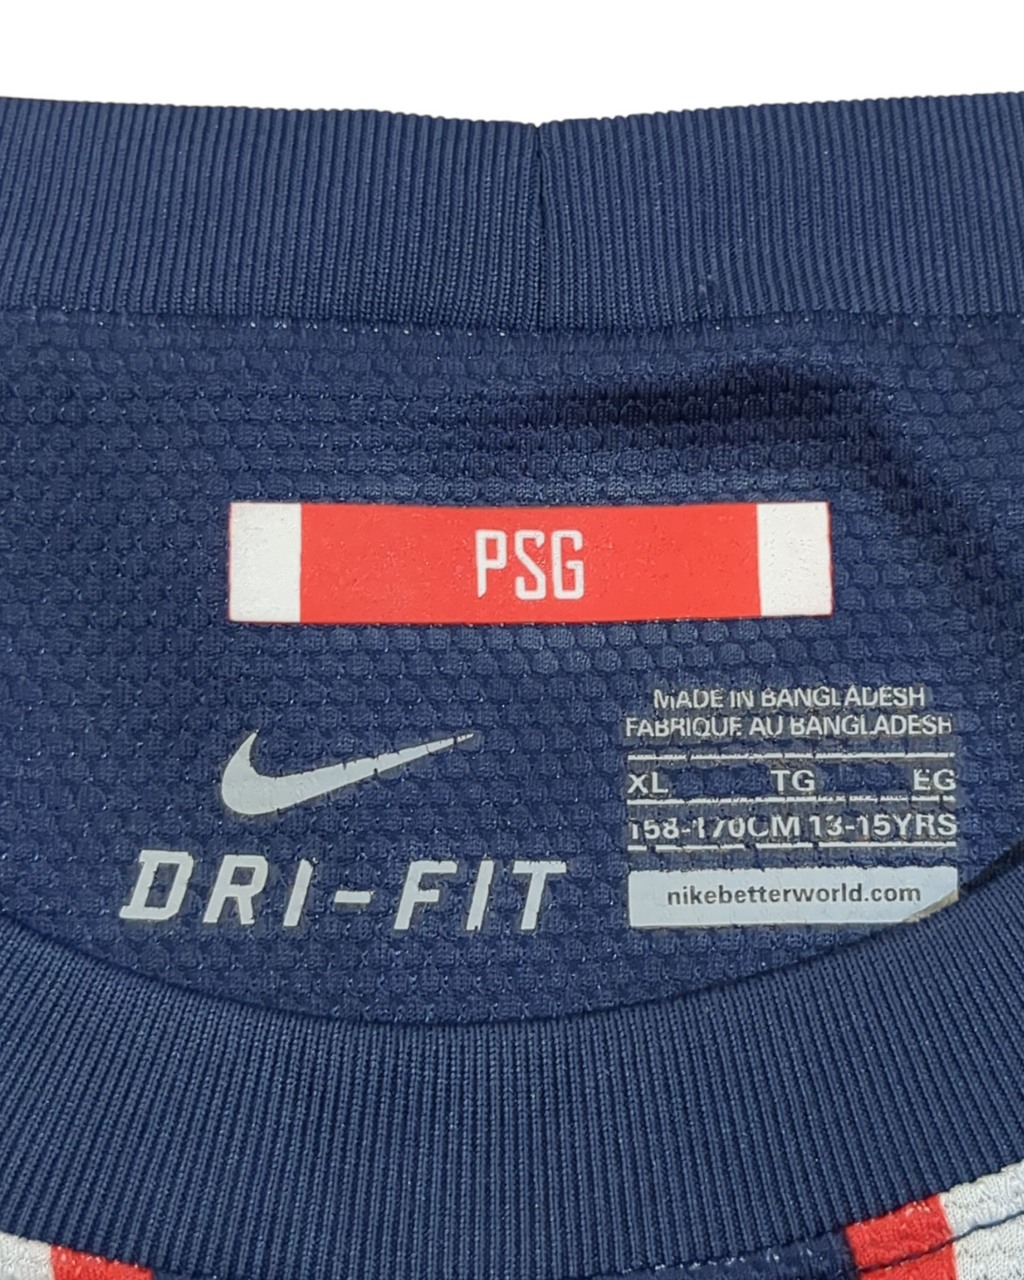 PSG
MADE IN BANGLADESH
FABRIQUE AU BANGLADESH
XL TG EG
158-170CM 13-15YRS
nikebetterworld.com
DRI-FIT